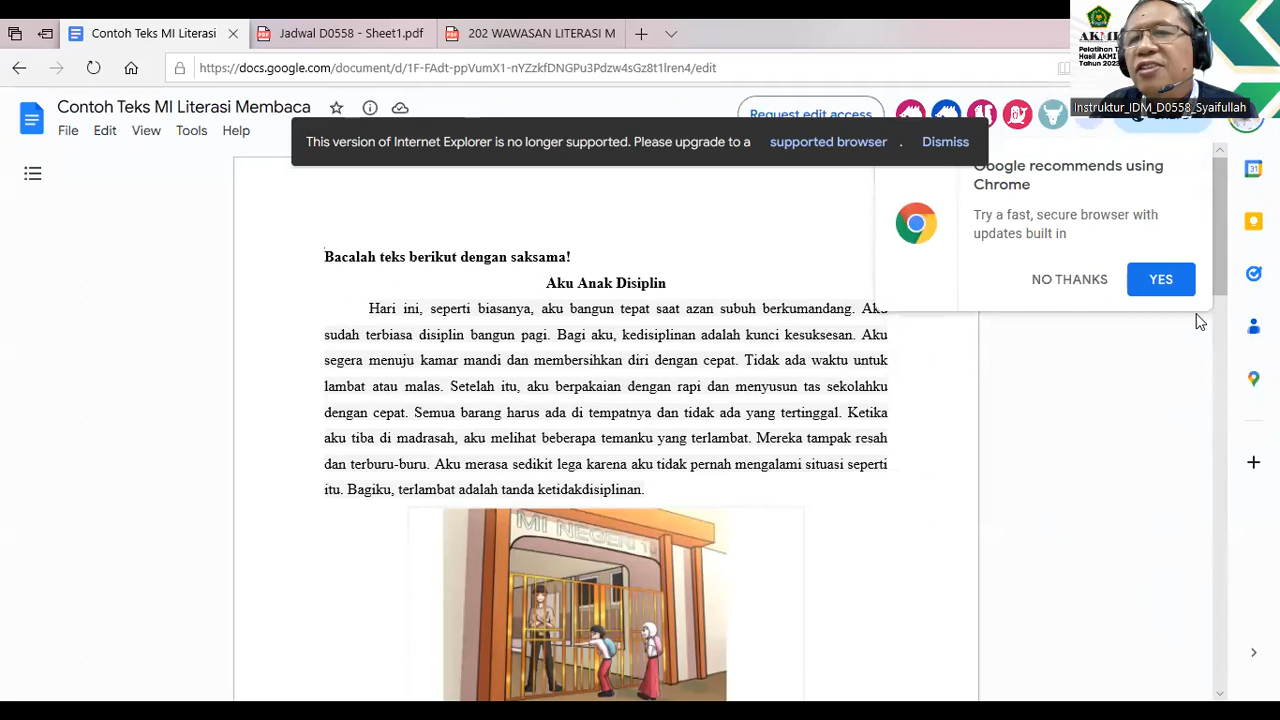 Contoh Teks MI Literasi
Jadwal D0558 - Sheet1.pdf
202 WAWASAN LITERASI M
https://docs.google.com/document/d/1-FAdt-ppVumX1-nYZzkfDNGPu3Pdzw4sGz8t1lren4/edit
AKMI
Pelatihan T
Hasil AKMI
Tahun 2023
Instruktur_IDM_D0558_Syaifullah
Contoh Teks MI Literasi Membaca
Request edit access
File Edit View Tools Help
This version of Internet Explorer is no longer supported. Please upgrade to a supported browser . Dismiss
Google recommends using
Chrome
Try a fast, secure browser with
updates built in
NO THANKS
YES
Bacalah teks berikut dengan saksama!
Aku Anak Disiplin
Hari ini, seperti biasanya, aku bangun tepat saat azan subuh berkumandang. Aku
sudah terbiasa disiplin bangun pagi. Bagi aku, kedisiplinan adalah kunci kesuksesan. Aku
segera menuju kamar mandi dan membersihkan diri dengan cepat. Tidak ada waktu untuk
lambat atau malas. Setelah itu, aku berpakaian dengan rapi dan menyusun tas sekolahku
dengan cepat. Semua barang harus ada di tempatnya dan tidak ada yang tertinggal. Ketika
aku tiba di madrasah, aku melihat beberapa temanku yang terlambat. Mereka tampak resah
dan terburu-buru. Aku merasa sedikit lega karena aku tidak pernah mengalami situasi seperti
itu. Bagiku, terlambat adalah tanda ketidakdisiplinan.
MI NEGERI 1